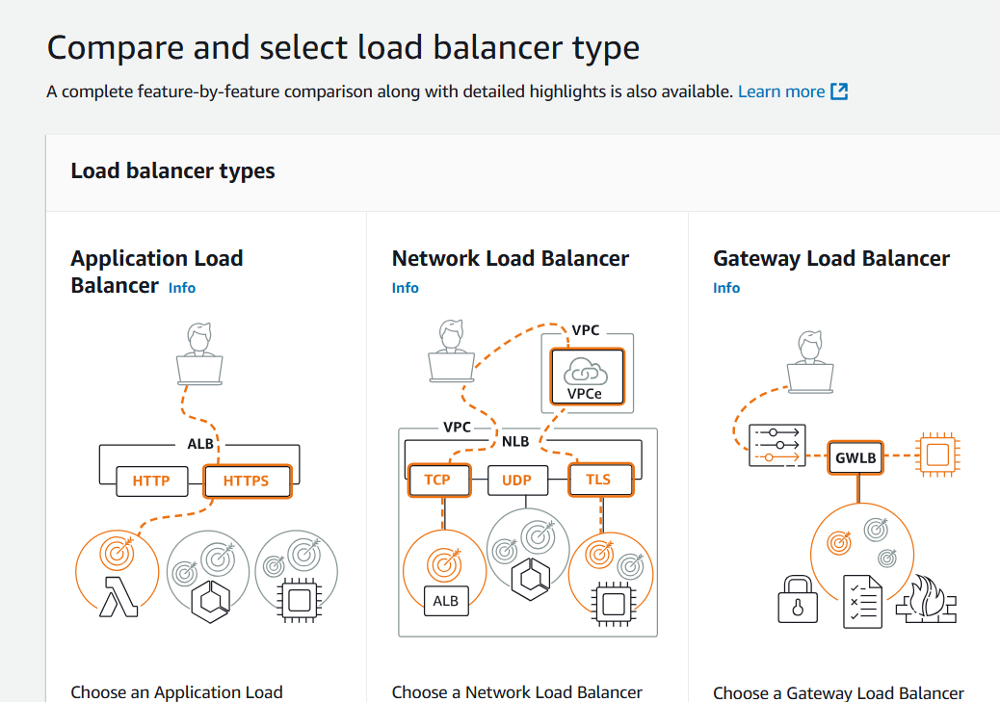 Compare and select load balancer type
A complete feature-by-feature comparison along with detailed highlights is also available. Learn more
Load balancer types
Application Load
Balancer Info
ALB
HTTP
HTTPS
Choose an Application Load
Network Load Balancer
Info
VPC
VPCe
VPC
NLB
TCP
UDP
TLS
ALB
Choose a Network Load Balancer
Gateway Load Balancer
Info
GWLB
Choose a Gateway Load Balancer